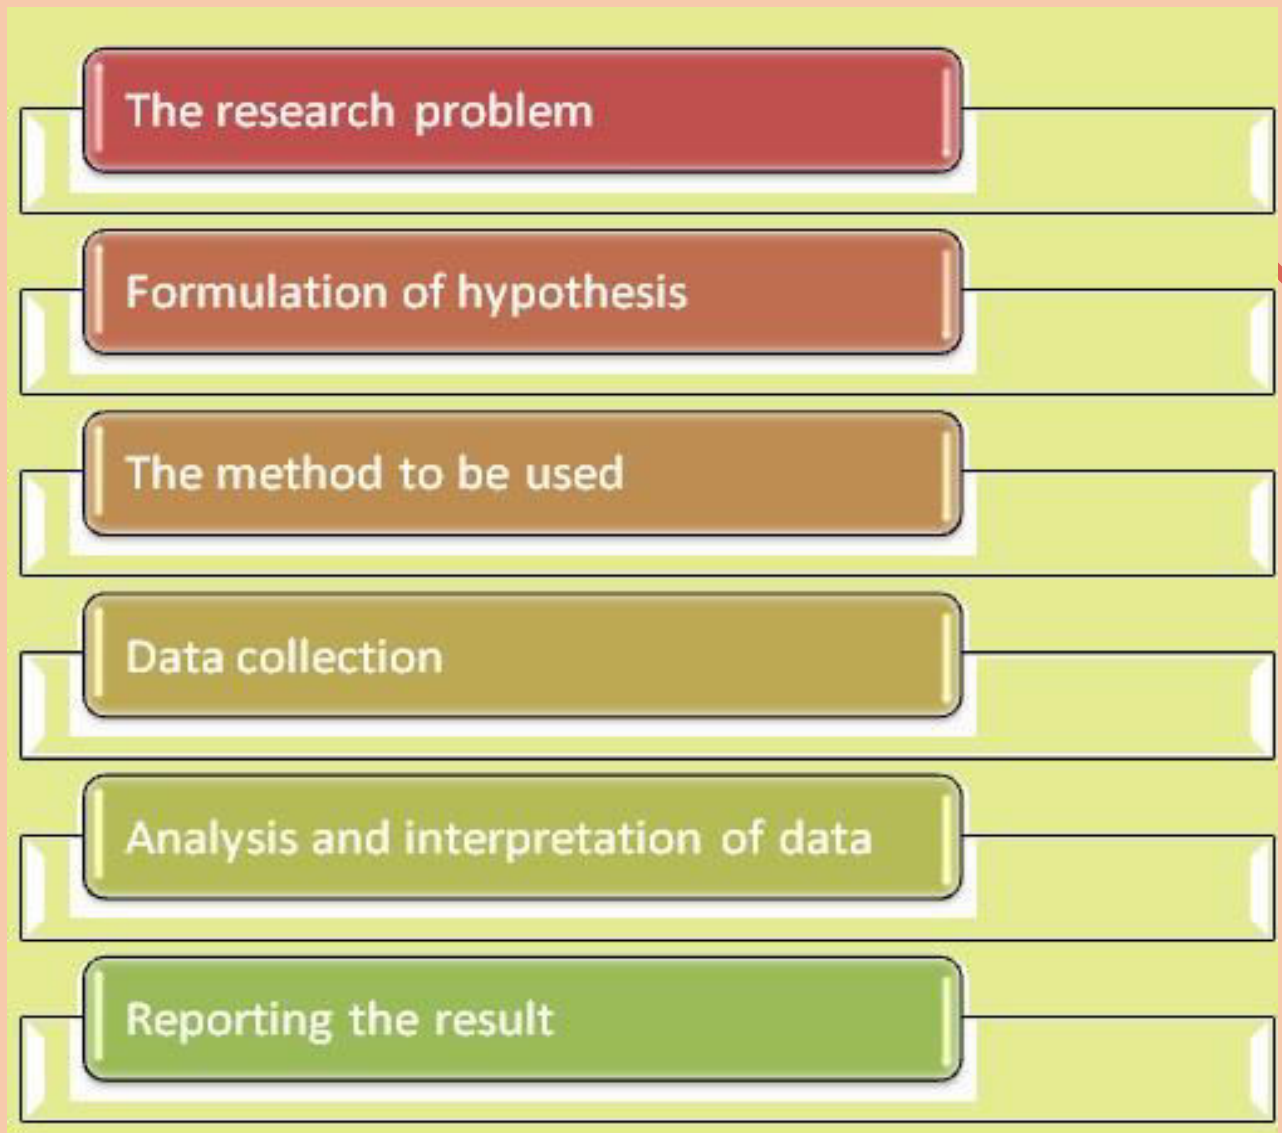 The research problem
Formulation of hypothesis
The method to be used
Data collection
Analysis and interpretation of data
Reporting the result